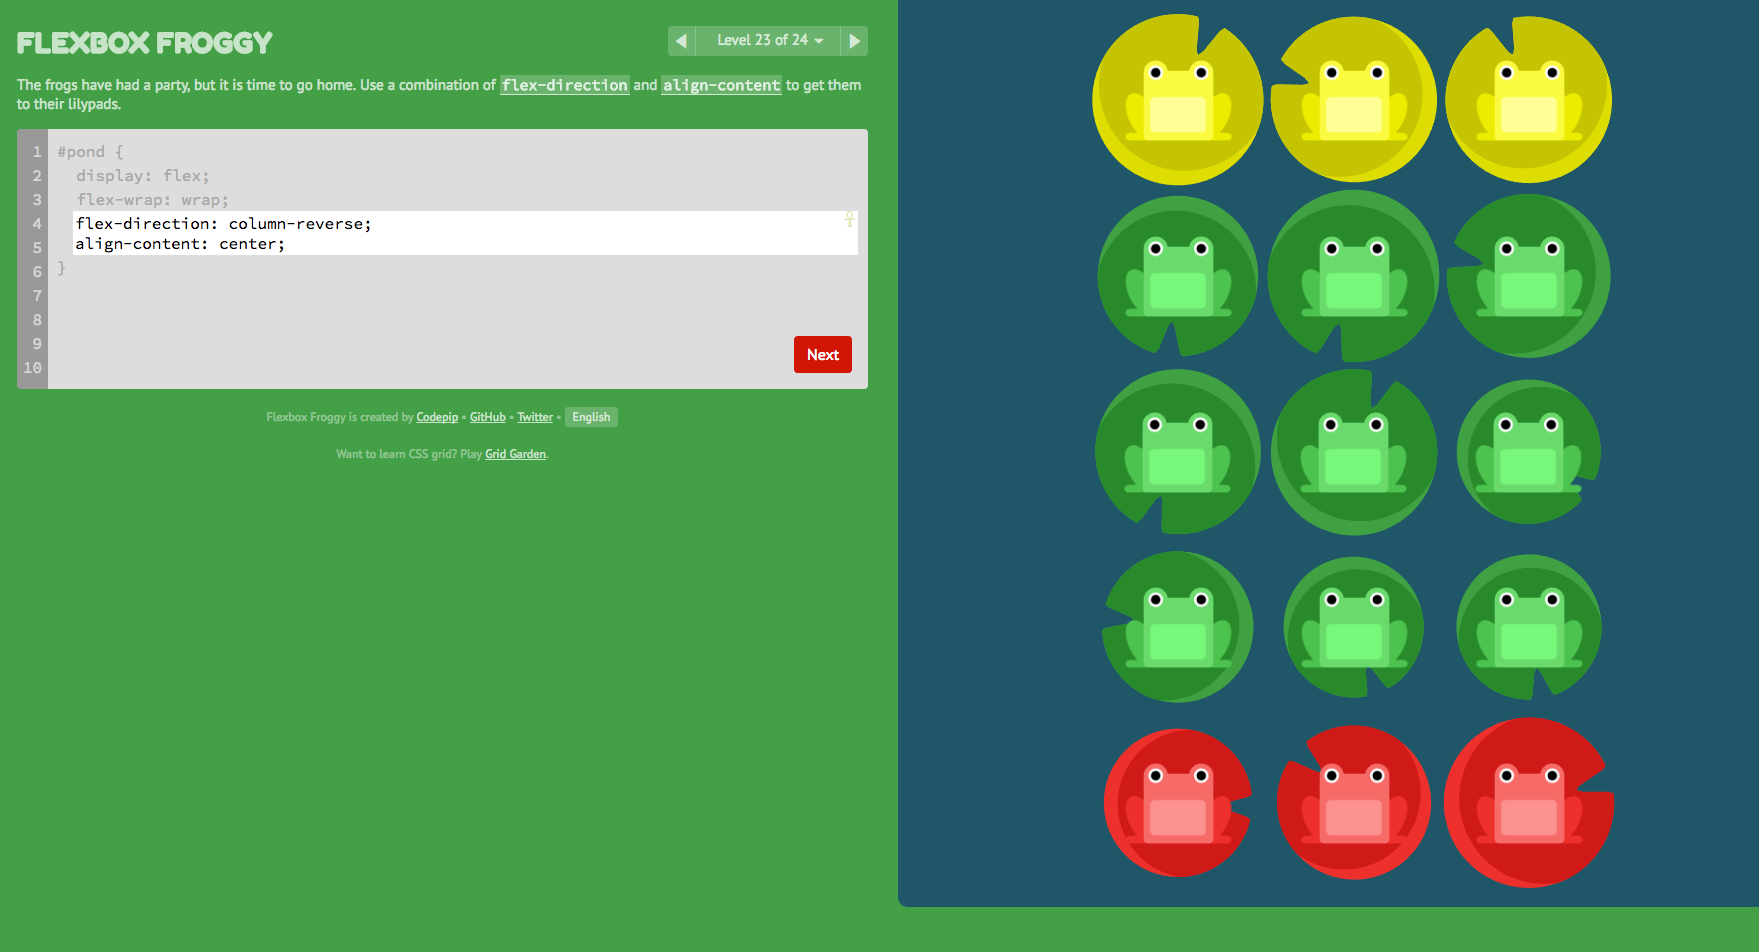 FLEXBOX FROGGY
Level 23 of 24
The frogs have had a party, but it is time to go home. Use a combination of flex-direction and align-content to get them
to their lilypads.
1 #pond {
2 display: flex;
3 flex-wrap: wrap;
4 flex-direction: column-reverse;
5 align-content: center;
6 }
7
8
9
10
Next
Flexbox Froggy is created by Codepip • GitHub • Twitter • English
Want to learn CSS grid? Play Grid Garden.